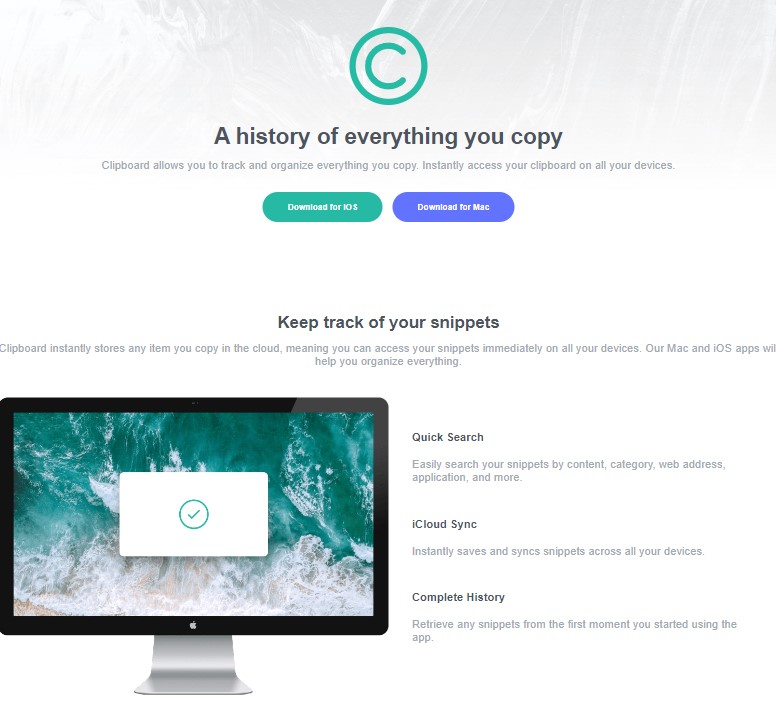 A history of everything you copy
Clipboard allows you to track and organize everything you copy. Instantly access your clipboard on all your devices.
Download for IOS
Download for Mac
Keep track of your snippets
Clipboard instantly stores any item you copy in the cloud, meaning you can access your snippets immediately on all your devices. Our Mac and iOS apps wil
help you organize everything.
Quick Search
Easily search your snippets by content, category, web address,
application, and more.
iCloud Sync
Instantly saves and syncs snippets across all your devices.
Complete History
Retrieve any snippets from the first moment you started using the
app.